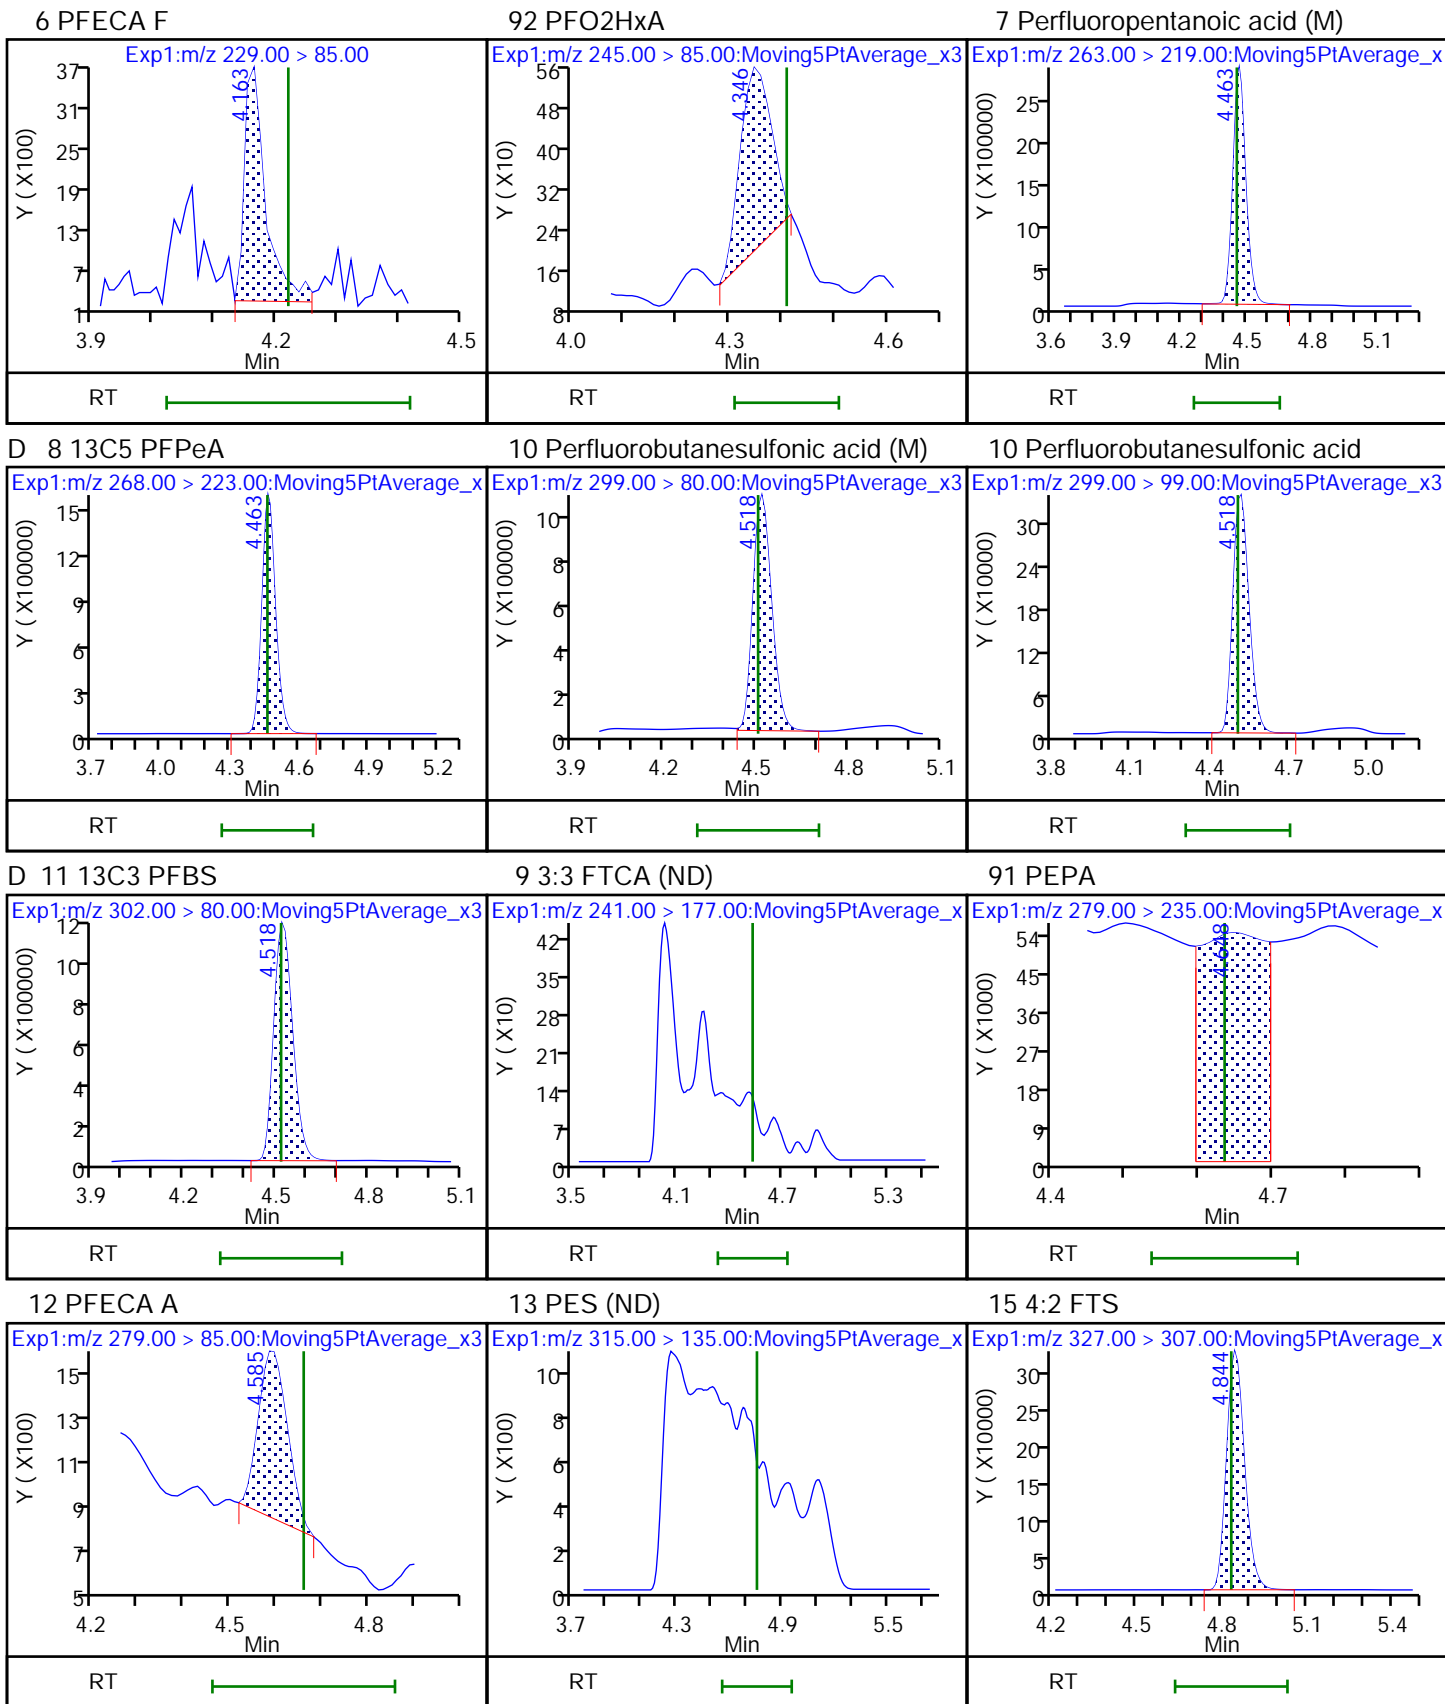 6 PFECA F
Exp1:m/z 229.00 > 85.00
Y ( X100)
37
31
25
19
13
7
1
4.163
3.9 4.2 4.5
Min
RT
92 PFO2HxA
Exp1:m/z 245.00 > 85.00:Moving5PtAverage_x3
Y ( X10)
56
48
40
32
24
16
8
4.346
4.0 4.3 4.6
Min
RT
7 Perfluoropentanoic acid (M)
Exp1:m/z 263.00 > 219.00:Moving5PtAverage_x
Y ( X100000)
25
20
15
10
5
0
4.463
3.6 3.9 4.2 4.5 4.8 5.1
Min
RT
D 8 13C5 PFPeA
Exp1:m/z 268.00 > 223.00:Moving5PtAverage_x
Y ( X100000)
15
12
9
6
3
0
4.463
3.7 4.0 4.3 4.6 4.9 5.2
Min
RT
10 Perfluorobutanesulfonic acid (M)
Exp1:m/z 299.00 > 80.00:Moving5PtAverage_x3
Y ( X100000)
10
8
6
4
2
0
4.518
3.9 4.2 4.5 4.8 5.1
Min
RT
10 Perfluorobutanesulfonic acid
Exp1:m/z 299.00 > 99.00:Moving5PtAverage_x3
Y ( X10000)
30
24
18
12
6
0
4.518
3.8 4.1 4.4 4.7 5.0
Min
RT
D 11 13C3 PFBS
Exp1:m/z 302.00 > 80.00:Moving5PtAverage_x3
Y ( X100000)
12
10
8
6
4
2
0
4.518
3.9 4.2 4.5 4.8 5.1
Min
RT
9 3:3 FTCA (ND)
Exp1:m/z 241.00 > 177.00:Moving5PtAverage_x
Y ( X10)
42
35
28
21
14
7
0
3.5 4.1 4.7 5.3
Min
RT
91 PEPA
Exp1:m/z 279.00 > 235.00:Moving5PtAverage_x
Y ( X1000)
54
45
36
27
18
9
0
4.648
4.4 4.7
Min
RT
12 PFECA A
Exp1:m/z 279.00 > 85.00:Moving5PtAverage_x3
Y ( X100)
15
13
11
9
7
5
4.585
4.2 4.5 4.8
Min
RT
13 PES (ND)
Exp1:m/z 315.00 > 135.00:Moving5PtAverage_x
Y ( X100)
10
8
6
4
2
0
3.7 4.3 4.9 5.5
Min
RT
15 4:2 FTS
Exp1:m/z 327.00 > 307.00:Moving5PtAverage_x
Y ( X10000)
30
25
20
15
10
5
0
4.844
4.2 4.5 4.8 5.1 5.4
Min
RT